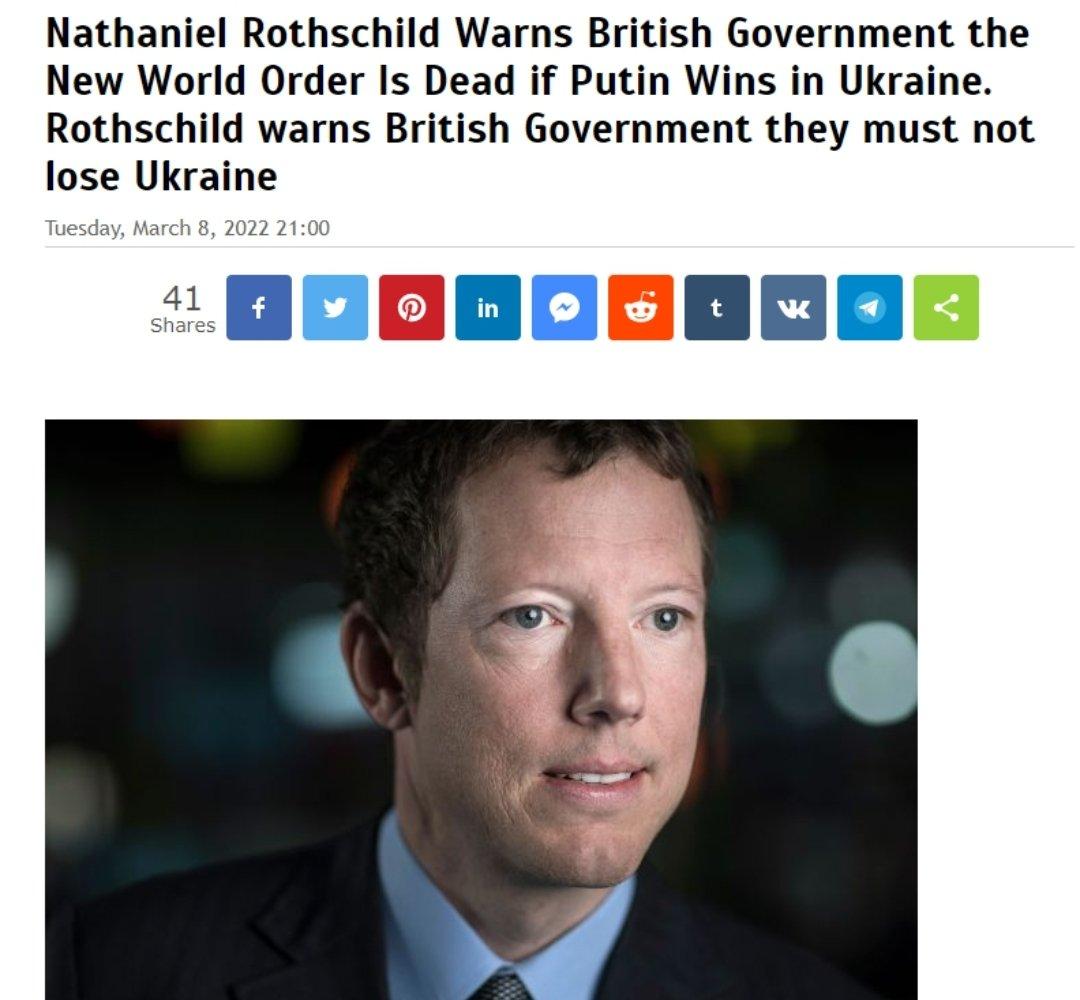 Nathaniel Rothschild Warns British Government the
New World Order Is Dead if Putin Wins in Ukraine.
Rothschild warns British Government they must not
lose Ukraine
Tuesday, March 8, 2022 21:00
41
Shares